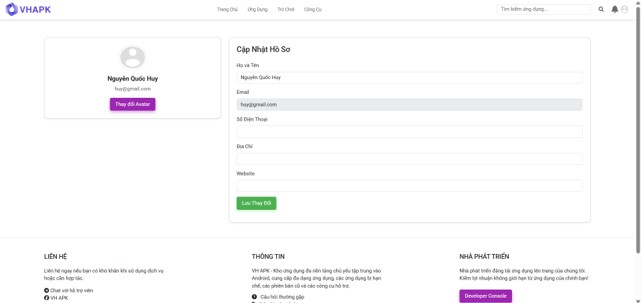 VHAPK
Trang Chủ Ứng Dụng Trò Chơi Công Cụ
Tìm kiếm ứng dụng...
Nguyễn Quốc Huy
huy@gmail.com
Thay đổi Avatar
Cập Nhật Hồ Sơ
Họ và Tên
Nguyễn Quốc Huy
Email
huy@gmail.com
Số Điện Thoại
Địa Chỉ
Website
Lưu Thay Đổi
LIÊN HỆ
Liên hệ ngay nếu bạn có khó khăn khi sử dụng dịch vụ
hoặc cần hợp tác.
Chat với hỗ trợ viên
VH APK
THÔNG TIN
VH APK - Kho ứng dụng đa nền tảng chủ yếu tập trung vào
Android, cung cấp đa dạng ứng dụng, các ứng dụng bị hạn
chế, các phiên bản cũ và các công cụ hỗ trợ.
Câu hỏi thường gặp
NHÀ PHÁT TRIỂN
Nhà phát triển đăng tải ứng dụng lên trang của chúng tôi.
Kiếm lợi nhuận không giới hạn từ ứng dụng của chính bạn!
Developer Console